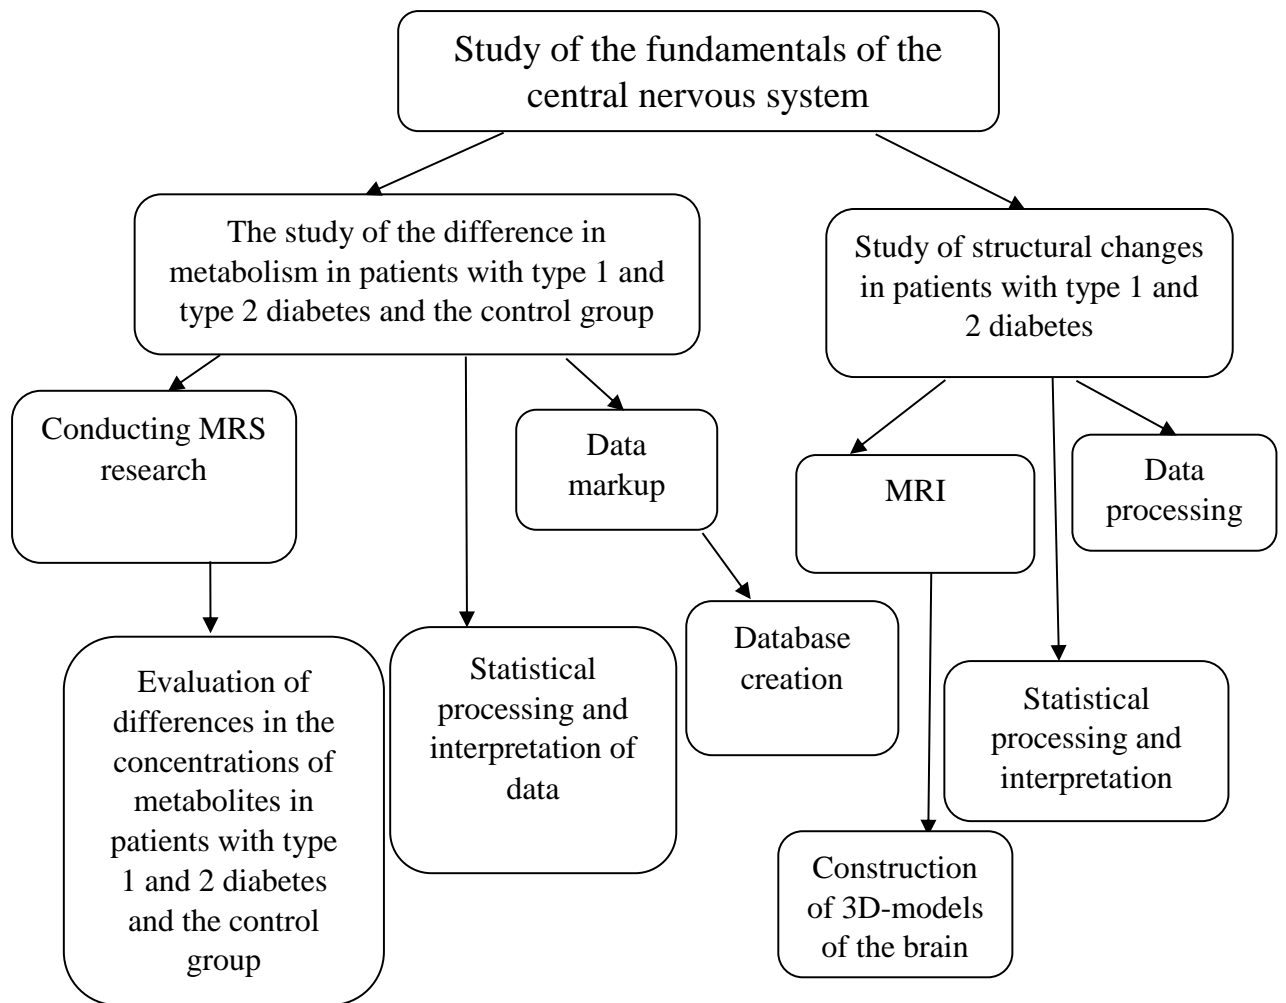 Study of the fundamentals of the
central nervous system
The study of the difference in
metabolism in patients with type 1 and
type 2 diabetes and the control group
Study of structural changes
in patients with type 1 and
2 diabetes
Conducting MRS
research
Data
markup
MRI
Data
processing
Evaluation of
differences in the
concentrations of
metabolites in
patients with type
1 and 2 diabetes
and the control
group
Statistical
processing and
interpretation of
data
Database
creation
Statistical
processing and
interpretation
Construction
of 3D-models
of the brain